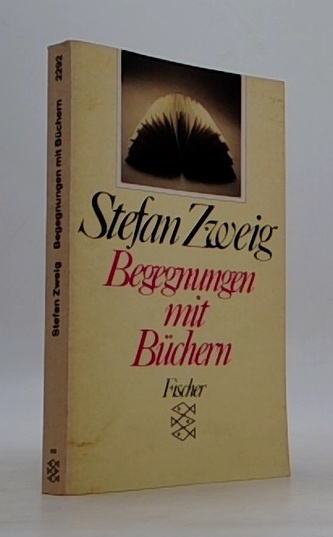 Stefan Zweig
Begegnungen
mit
Büchern
Fischer
Stefan Zweig Begegnungen mit Büchern 2292